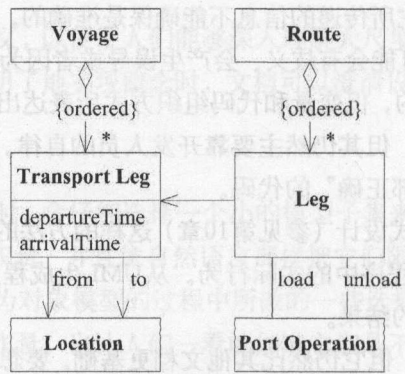 Voyage
Route
{ordered}
{ordered}
*
*
Transport Leg
departureTime
arrivalTime
Leg
from
to
load
unload
Location
Port Operation